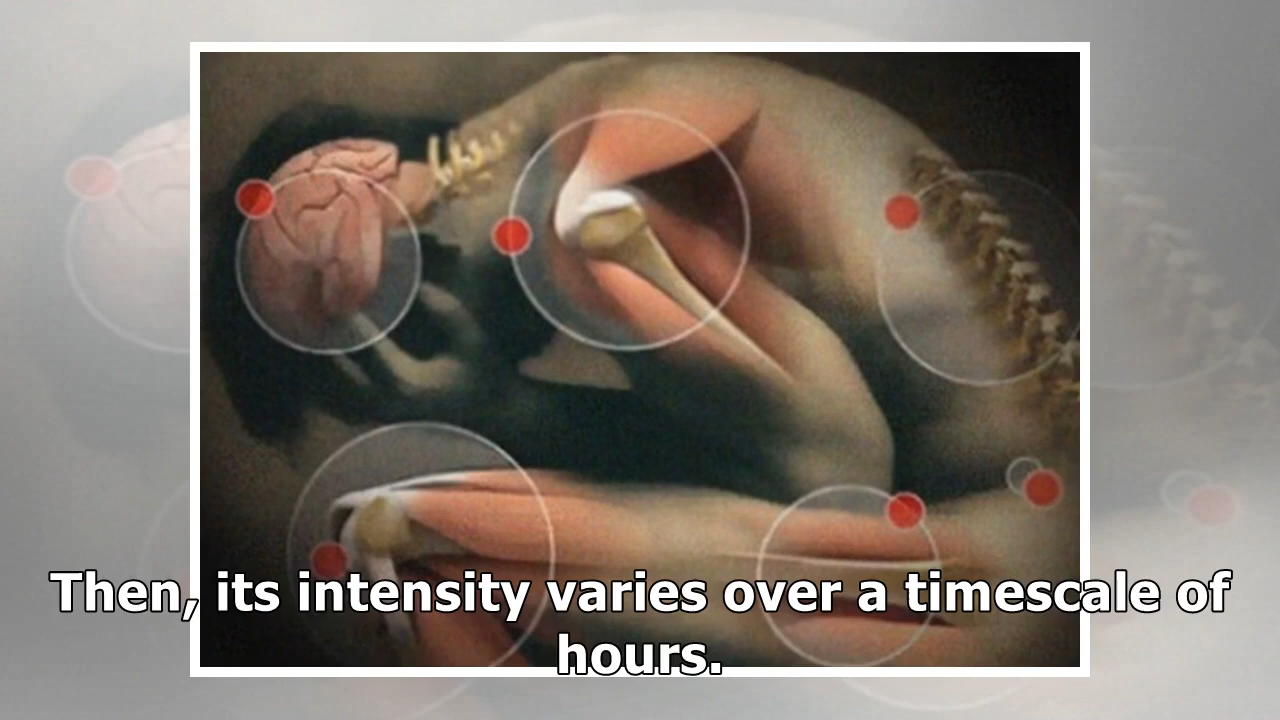 Then, its intensity varies over a timescale of
hours.